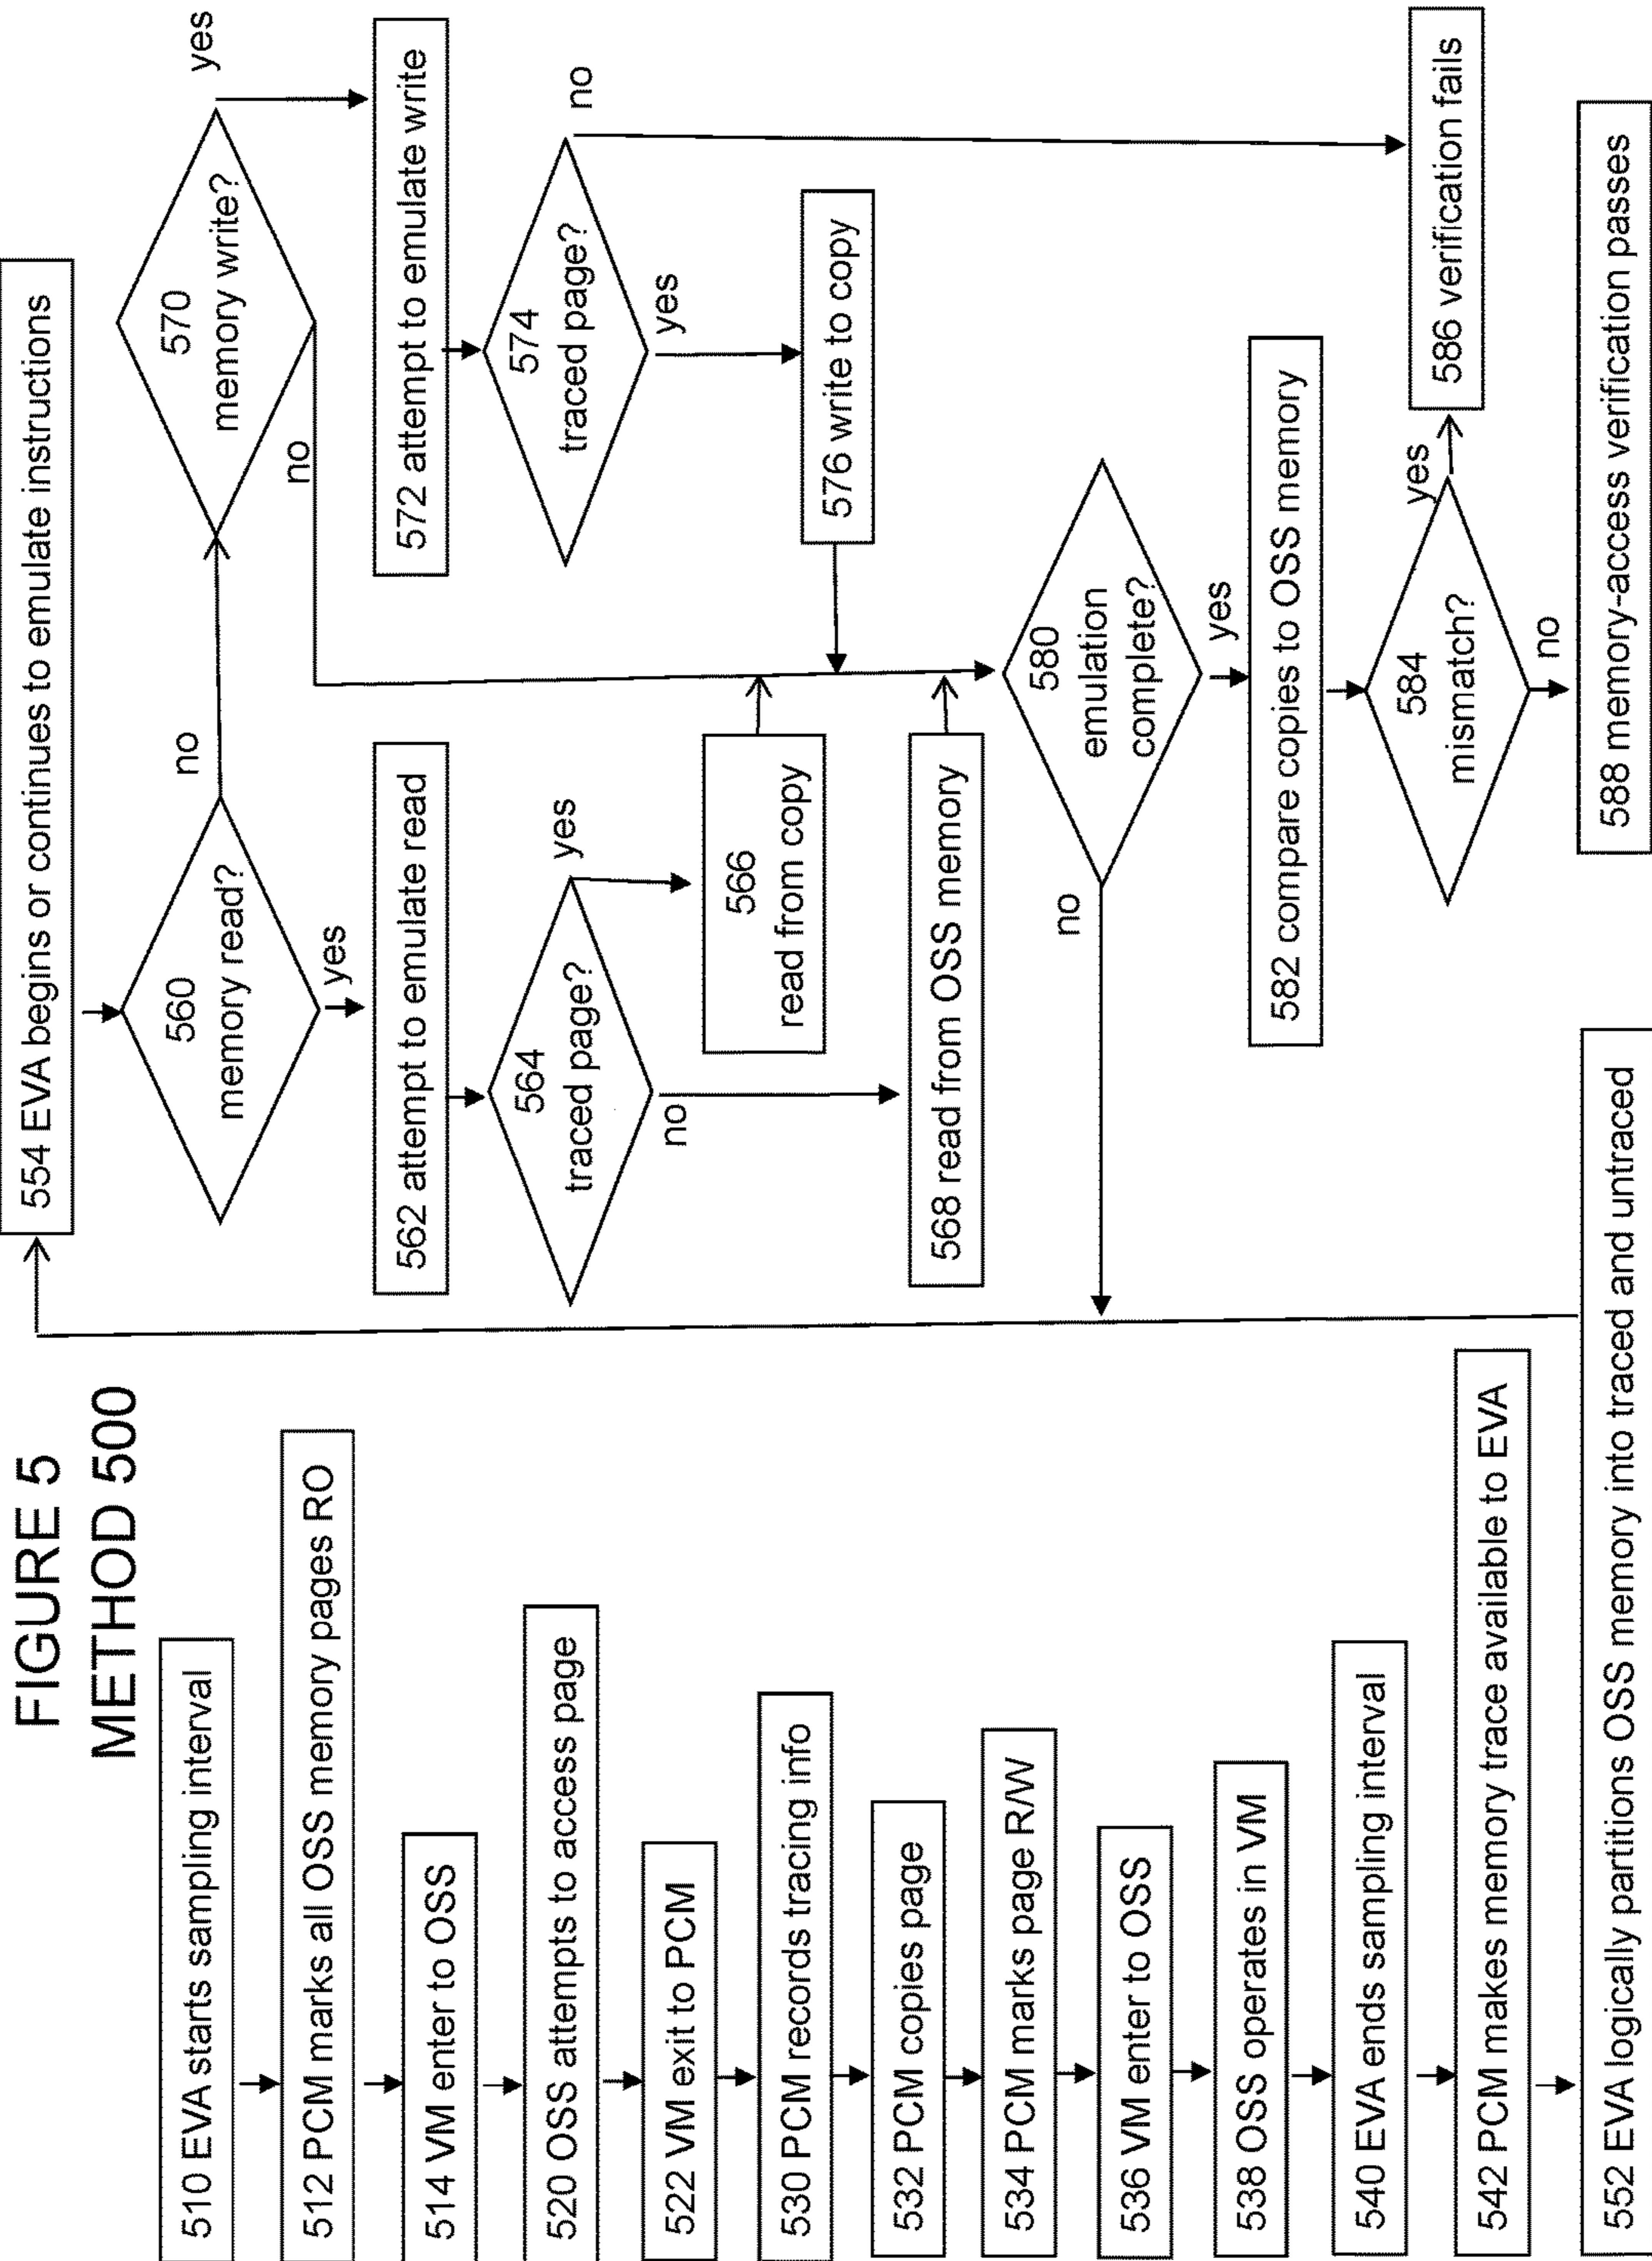 FIGURE 5
METHOD 500
510 EVA starts sampling interval
512 PCM marks all OSS memory pages RO
514 VM enter to OSS
520 OSS attempts to access page
522 VM exit to PCM
530 PCM records tracing info
532 PCM copies page
534 PCM marks page R/W
536 VM enter to OSS
538 OSS operates in VM
540 EVA ends sampling interval
542 PCM makes memory trace available to EVA
552 EVA logically partitions OSS memory into traced and untraced
554 EVA begins or continues to emulate instructions
560
memory read?
no
yes
570
memory write?
yes
no
562 attempt to emulate read
572 attempt to emulate write
564
traced page?
yes
no
574
traced page?
no
yes
566
read from copy
576 write to copy
568 read from OSS memory
580
emulation
complete?
no
yes
582 compare copies to OSS memory
584
mismatch?
yes
no
586 verification fails
588 memory-access verification passes